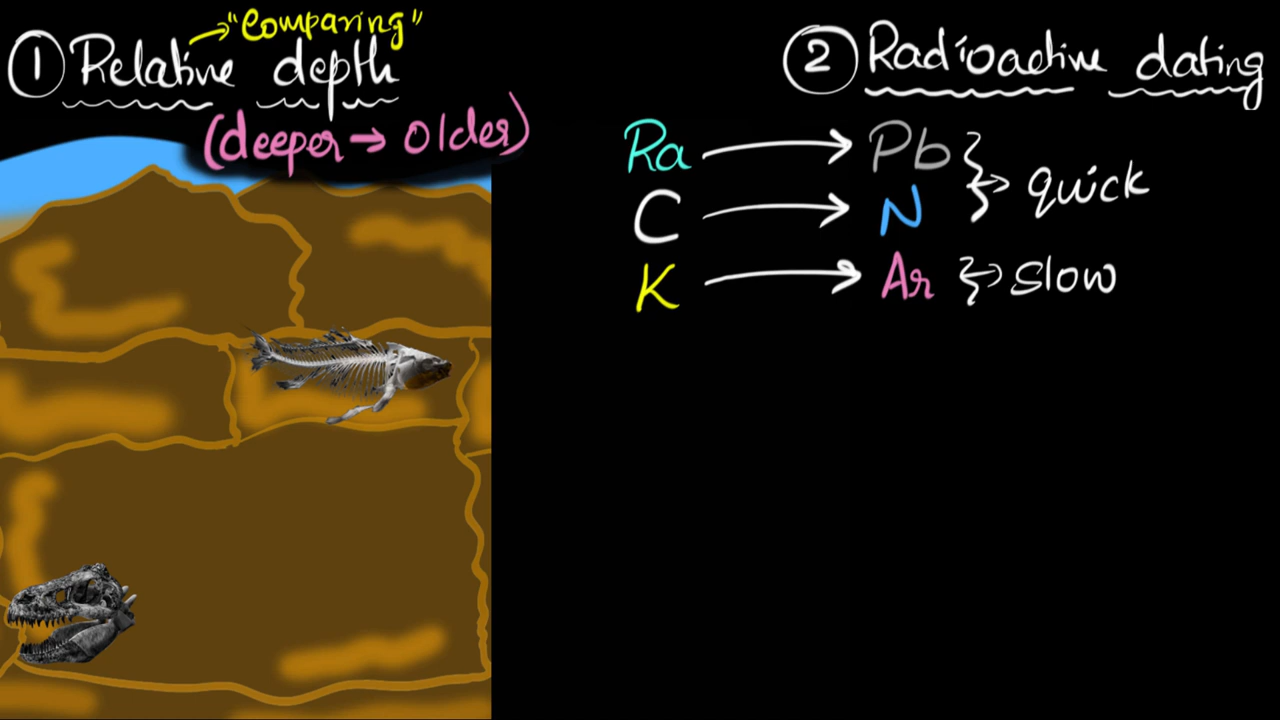 → "Comparing"
① Relative depth
(deeper → Older)
② Radioactive dating
Ra → Pb
C → N
} → quick
K → Ar } → Slow